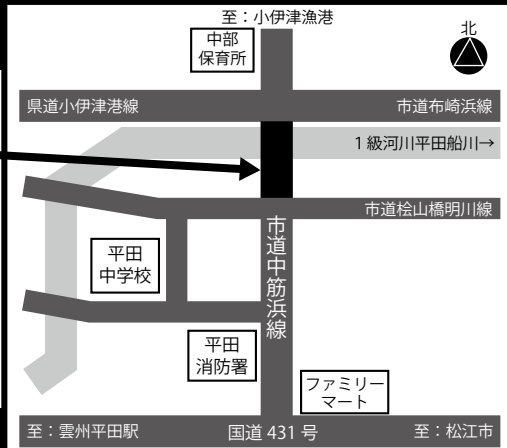 至：小伊津漁港
北
中部
保育所
県道小伊津港線
市道布崎浜線
1 級河川平田船川→
市道桧山橋明川線
市道中筋浜線
平田
中学校
平田
消防署
ファミリー
マート
至：雲州平田駅
国道 431 号
至：松江市